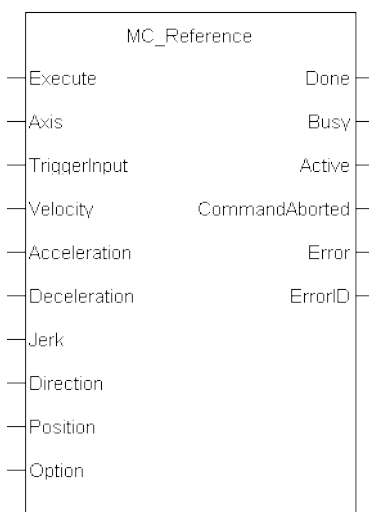 MC_Reference
Execute Done
Axis Busy
TriggerInput Active
Velocity CommandAborted
Acceleration Error
Deceleration ErrorID
Jerk
Direction
Position
Option